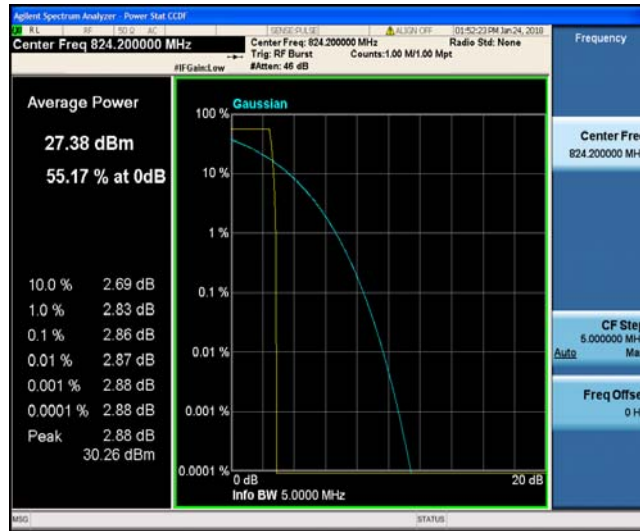 Agilent Spectrum Analyzer - Power Stat CCDF
RL RF 50 Ω AC SENSE:PULSE ALIGN OFF 01:52:23 PM Jan 24, 2018
Center Freq 824.200000 MHz
Center Freq: 824.200000 MHz Radio Std: None
Trig: RF Burst Counts:1.00 M/1.00 Mpt
#IFGain:Low #Atten: 46 dB
Frequency
Average Power
27.38 dBm
55.17 % at 0dB
10.0 % 2.69 dB
1.0 % 2.83 dB
0.1 % 2.86 dB
0.01 % 2.87 dB
0.001 % 2.88 dB
0.0001 % 2.88 dB
Peak 2.88 dB
30.26 dBm
Gaussian
100 %
10 %
1 %
0.1 %
0.01 %
0.001 %
0.0001 %
0 dB 20 dB
Info BW 5.0000 MHz
Center Fre
824.200000 MH
CF Step
5.000000 MH
Auto Ma
Freq Offse
0 H
MSG STATUS